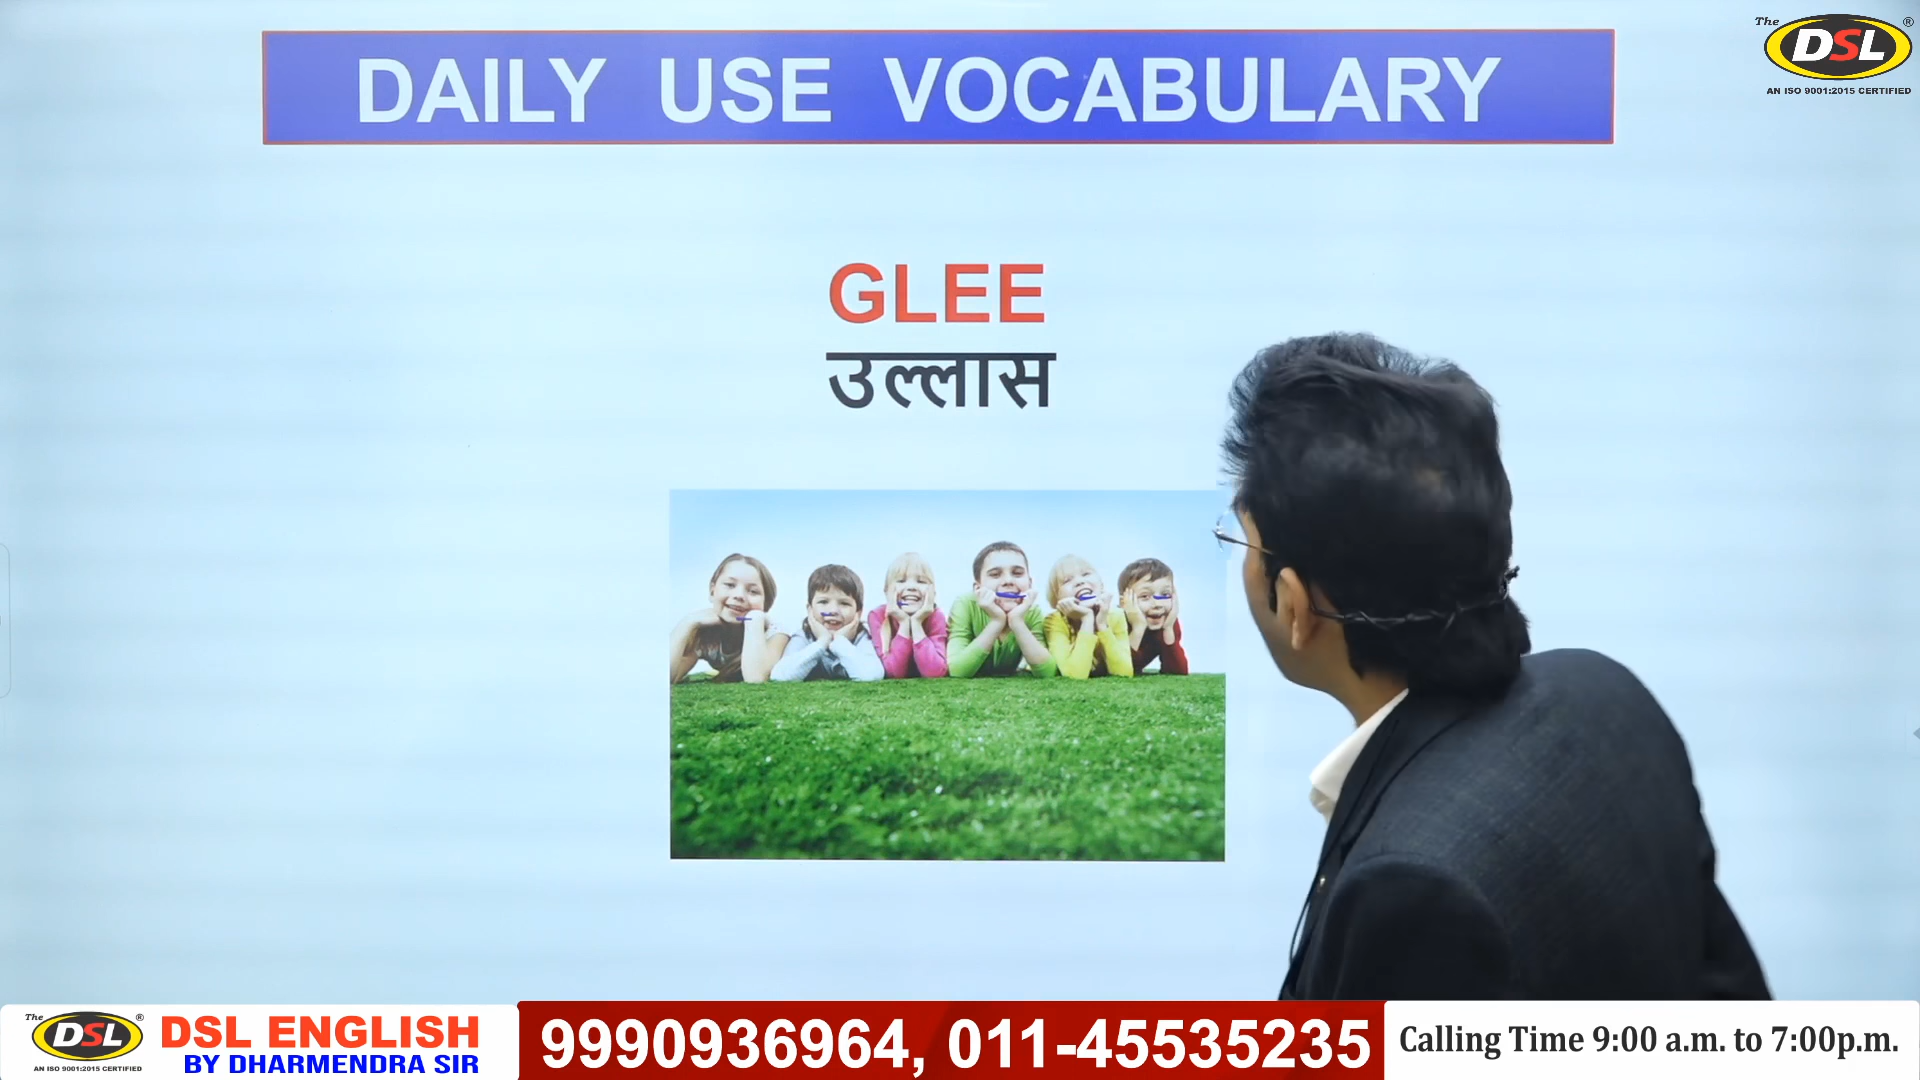 The DSL ®
AN ISO 9001:2015 CERTIFIED
DAILY USE VOCABULARY
GLEE
उल्लास
The DSL ®
AN ISO 9001:2015 CERTIFIED
DSL ENGLISH
BY DHARMENDRA SIR
9990936964, 011-45535235
Calling Time 9:00 a.m. to 7:00p.m.